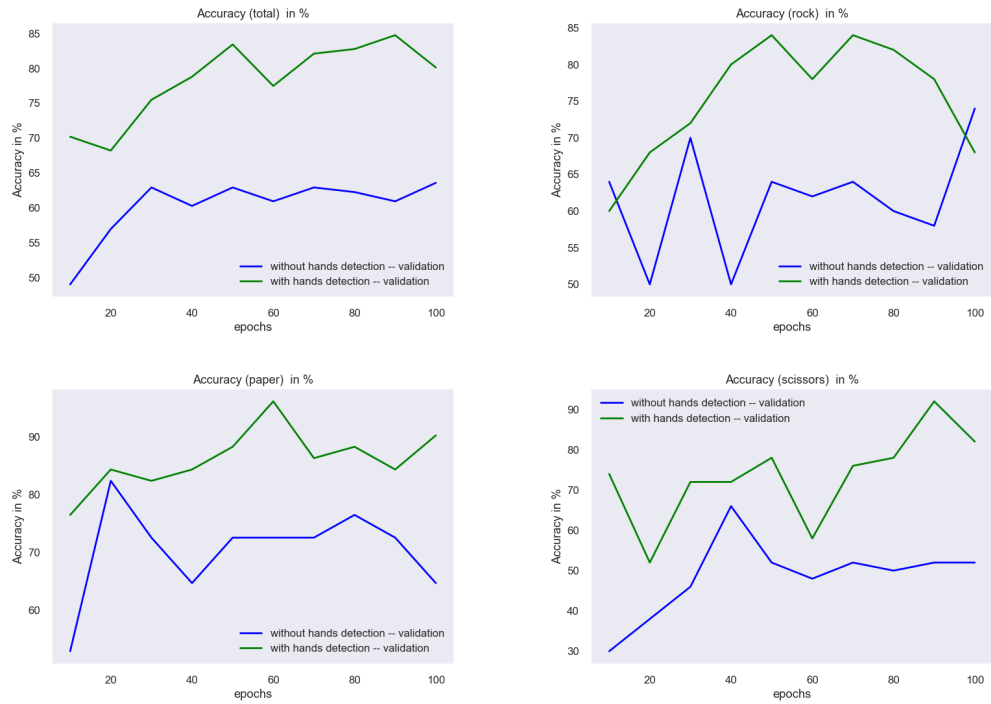 Accuracy (total)  in %
85
80
75
70
65
60
55
50
Accuracy in %
without hands detection -- validation
with hands detection -- validation
20 40 60 80 100
epochs
Accuracy (rock)  in %
85
80
75
70
65
60
55
50
Accuracy in %
without hands detection -- validation
with hands detection -- validation
20 40 60 80 100
epochs
Accuracy (paper)  in %
90
80
70
60
Accuracy in %
without hands detection -- validation
with hands detection -- validation
20 40 60 80 100
epochs
Accuracy (scissors)  in %
without hands detection -- validation
with hands detection -- validation
90
80
70
60
50
40
30
Accuracy in %
20 40 60 80 100
epochs